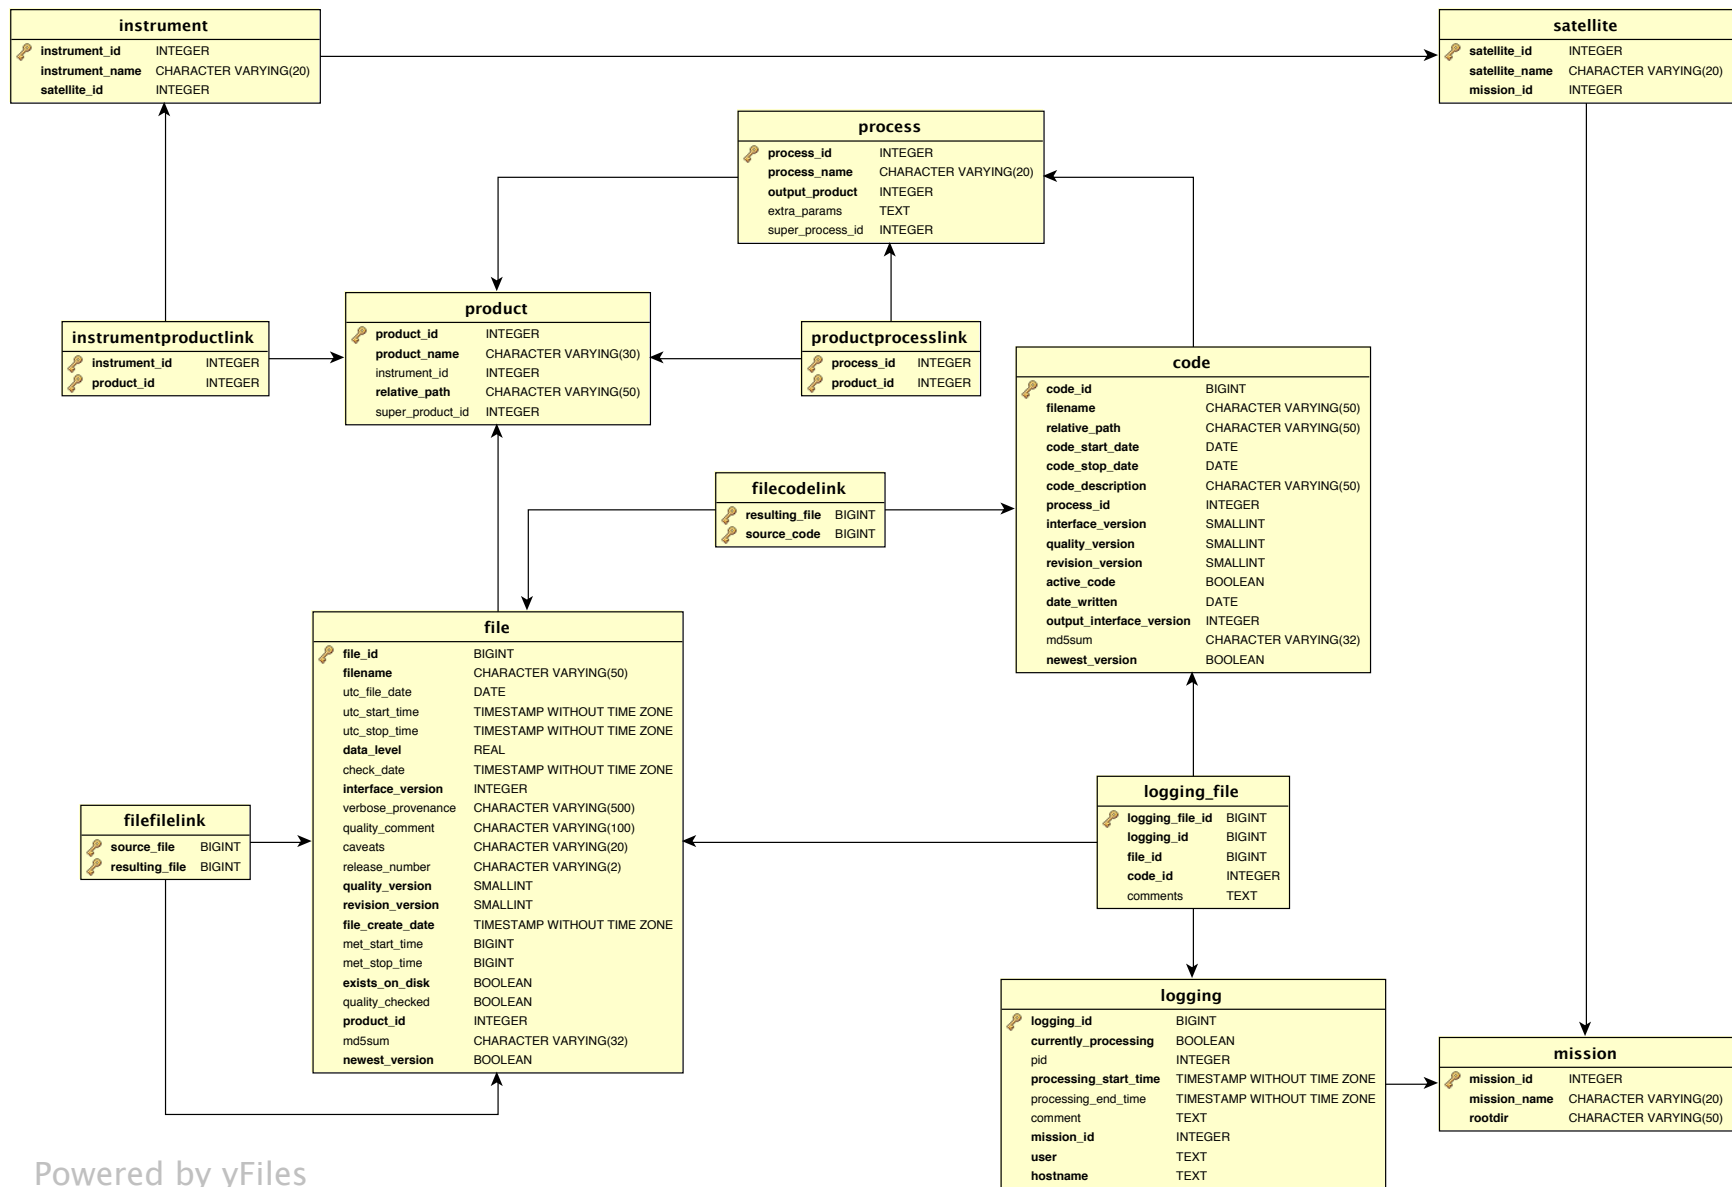 instrument
instrument_id INTEGER
instrument_name CHARACTER VARYING(20)
satellite_id INTEGER
satellite
satellite_id INTEGER
satellite_name CHARACTER VARYING(20)
mission_id INTEGER
process
process_id INTEGER
process_name CHARACTER VARYING(20)
output_product INTEGER
extra_params TEXT
super_process_id INTEGER
instrumentproductlink
instrument_id INTEGER
product_id INTEGER
product
product_id INTEGER
product_name CHARACTER VARYING(30)
instrument_id INTEGER
relative_path CHARACTER VARYING(50)
super_product_id INTEGER
productprocesslink
process_id INTEGER
product_id INTEGER
code
code_id BIGINT
filename CHARACTER VARYING(50)
relative_path CHARACTER VARYING(50)
code_start_date DATE
code_stop_date DATE
code_description CHARACTER VARYING(50)
process_id INTEGER
interface_version SMALLINT
quality_version SMALLINT
revision_version SMALLINT
active_code BOOLEAN
date_written DATE
output_interface_version INTEGER
md5sum CHARACTER VARYING(32)
newest_version BOOLEAN
filecodelink
resulting_file BIGINT
source_code BIGINT
file
file_id BIGINT
filename CHARACTER VARYING(50)
utc_file_date DATE
utc_start_time TIMESTAMP WITHOUT TIME ZONE
utc_stop_time TIMESTAMP WITHOUT TIME ZONE
data_level REAL
check_date TIMESTAMP WITHOUT TIME ZONE
interface_version INTEGER
verbose_provenance CHARACTER VARYING(500)
quality_comment CHARACTER VARYING(100)
caveats CHARACTER VARYING(20)
release_number CHARACTER VARYING(2)
quality_version SMALLINT
revision_version SMALLINT
file_create_date TIMESTAMP WITHOUT TIME ZONE
met_start_time BIGINT
met_stop_time BIGINT
exists_on_disk BOOLEAN
quality_checked BOOLEAN
product_id INTEGER
md5sum CHARACTER VARYING(32)
newest_version BOOLEAN
filefilelink
source_file BIGINT
resulting_file BIGINT
logging_file
logging_file_id BIGINT
logging_id BIGINT
file_id BIGINT
code_id INTEGER
comments TEXT
logging
logging_id BIGINT
currently_processing BOOLEAN
pid INTEGER
processing_start_time TIMESTAMP WITHOUT TIME ZONE
processing_end_time TIMESTAMP WITHOUT TIME ZONE
comment TEXT
mission_id INTEGER
user TEXT
hostname TEXT
mission
mission_id INTEGER
mission_name CHARACTER VARYING(20)
rootdir CHARACTER VARYING(50)
Powered by yFiles